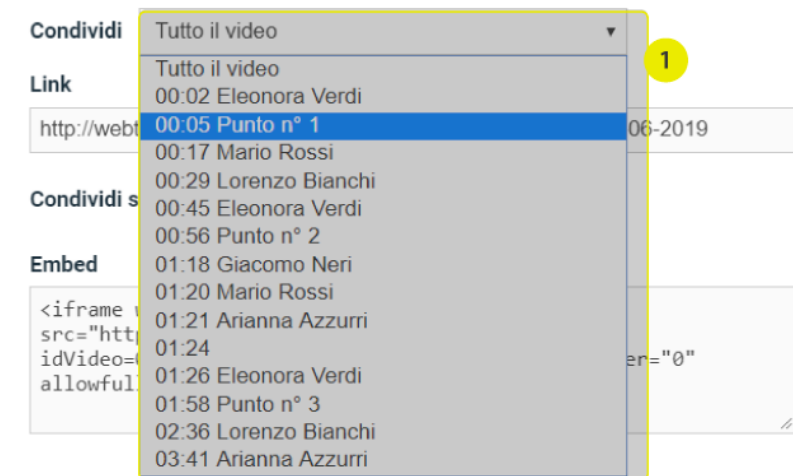 Condividi Tutto il video ▼
1
Tutto il video
Link
00:02 Eleonora Verdi
http://webt 00:05 Punto n° 1 06-2019
00:17 Mario Rossi
00:29 Lorenzo Bianchi
Condividi s 00:45 Eleonora Verdi
00:56 Punto n° 2
Embed 01:18 Giacomo Neri
<iframe 01:20 Mario Rossi
src="http 01:21 Arianna Azzurri
01:24
idVideo= er="0"
01:26 Eleonora Verdi
allowful
01:58 Punto n° 3
02:36 Lorenzo Bianchi
03:41 Arianna Azzurri